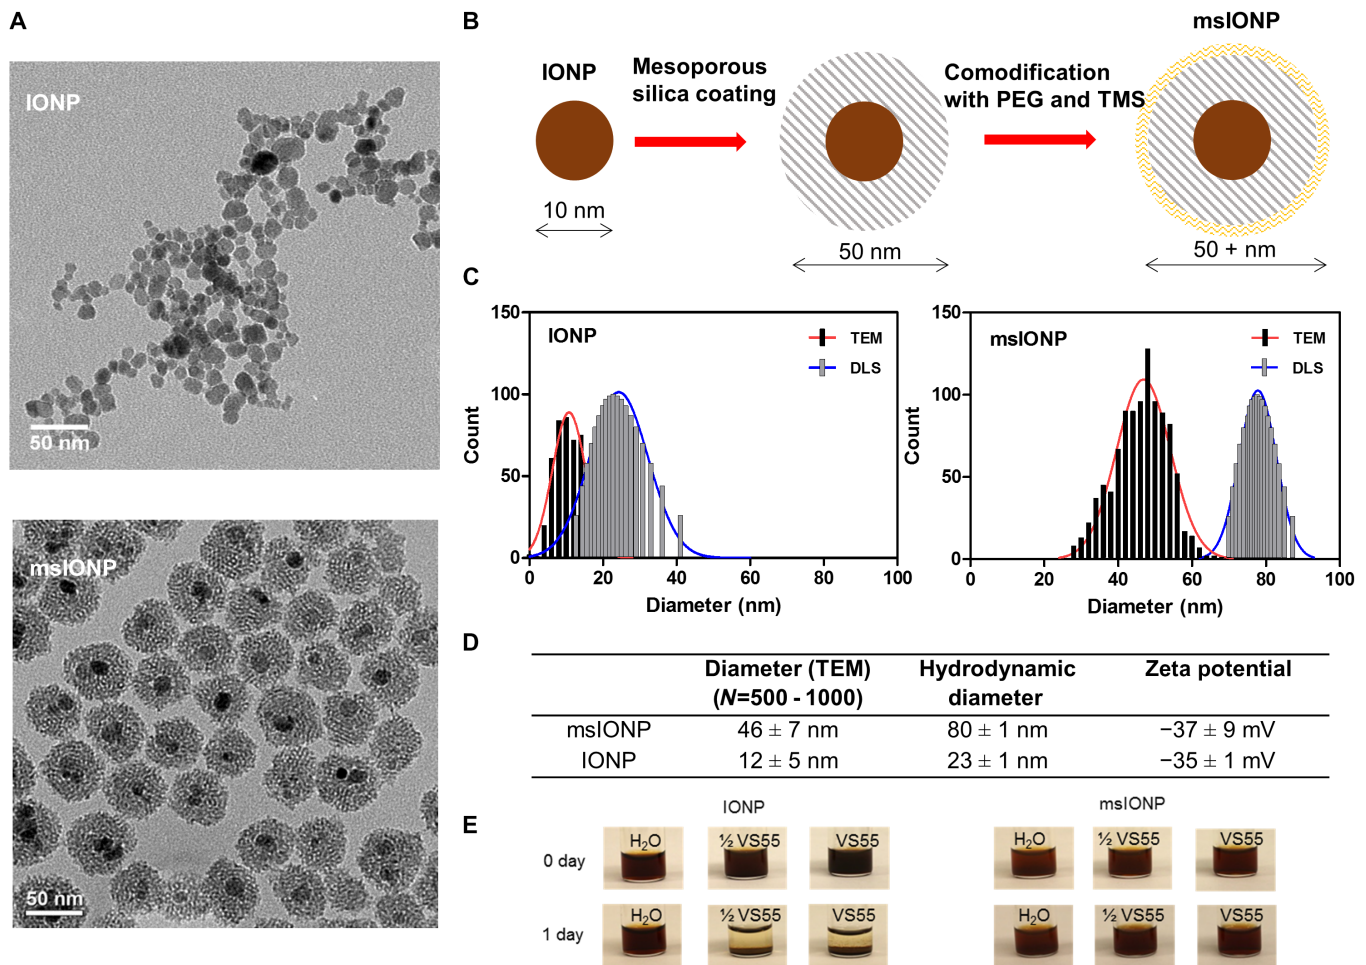 A
IONP
50 nm
msIONP
50 nm
B
IONP
10 nm
Mesoporous
silica coating
50 nm
Comodification
with PEG and TMS
msIONP
50 + nm
C
IONP
TEM
DLS
Count
150
100
50
0
0 20 40 60 80 100
Diameter (nm)
msIONP
TEM
DLS
Count
150
100
50
0
0 20 40 60 80 100
Diameter (nm)
D
Diameter (TEM) Hydrodynamic Zeta potential
(N=500 - 1000) diameter
msIONP 46 ± 7 nm 80 ± 1 nm −37 ± 9 mV
IONP 12 ± 5 nm 23 ± 1 nm −35 ± 1 mV
E
IONP msIONP
0 day H₂O ½ VS55 VS55 H₂O ½ VS55 VS55
1 day H₂O ½ VS55 VS55 H₂O ½ VS55 VS55